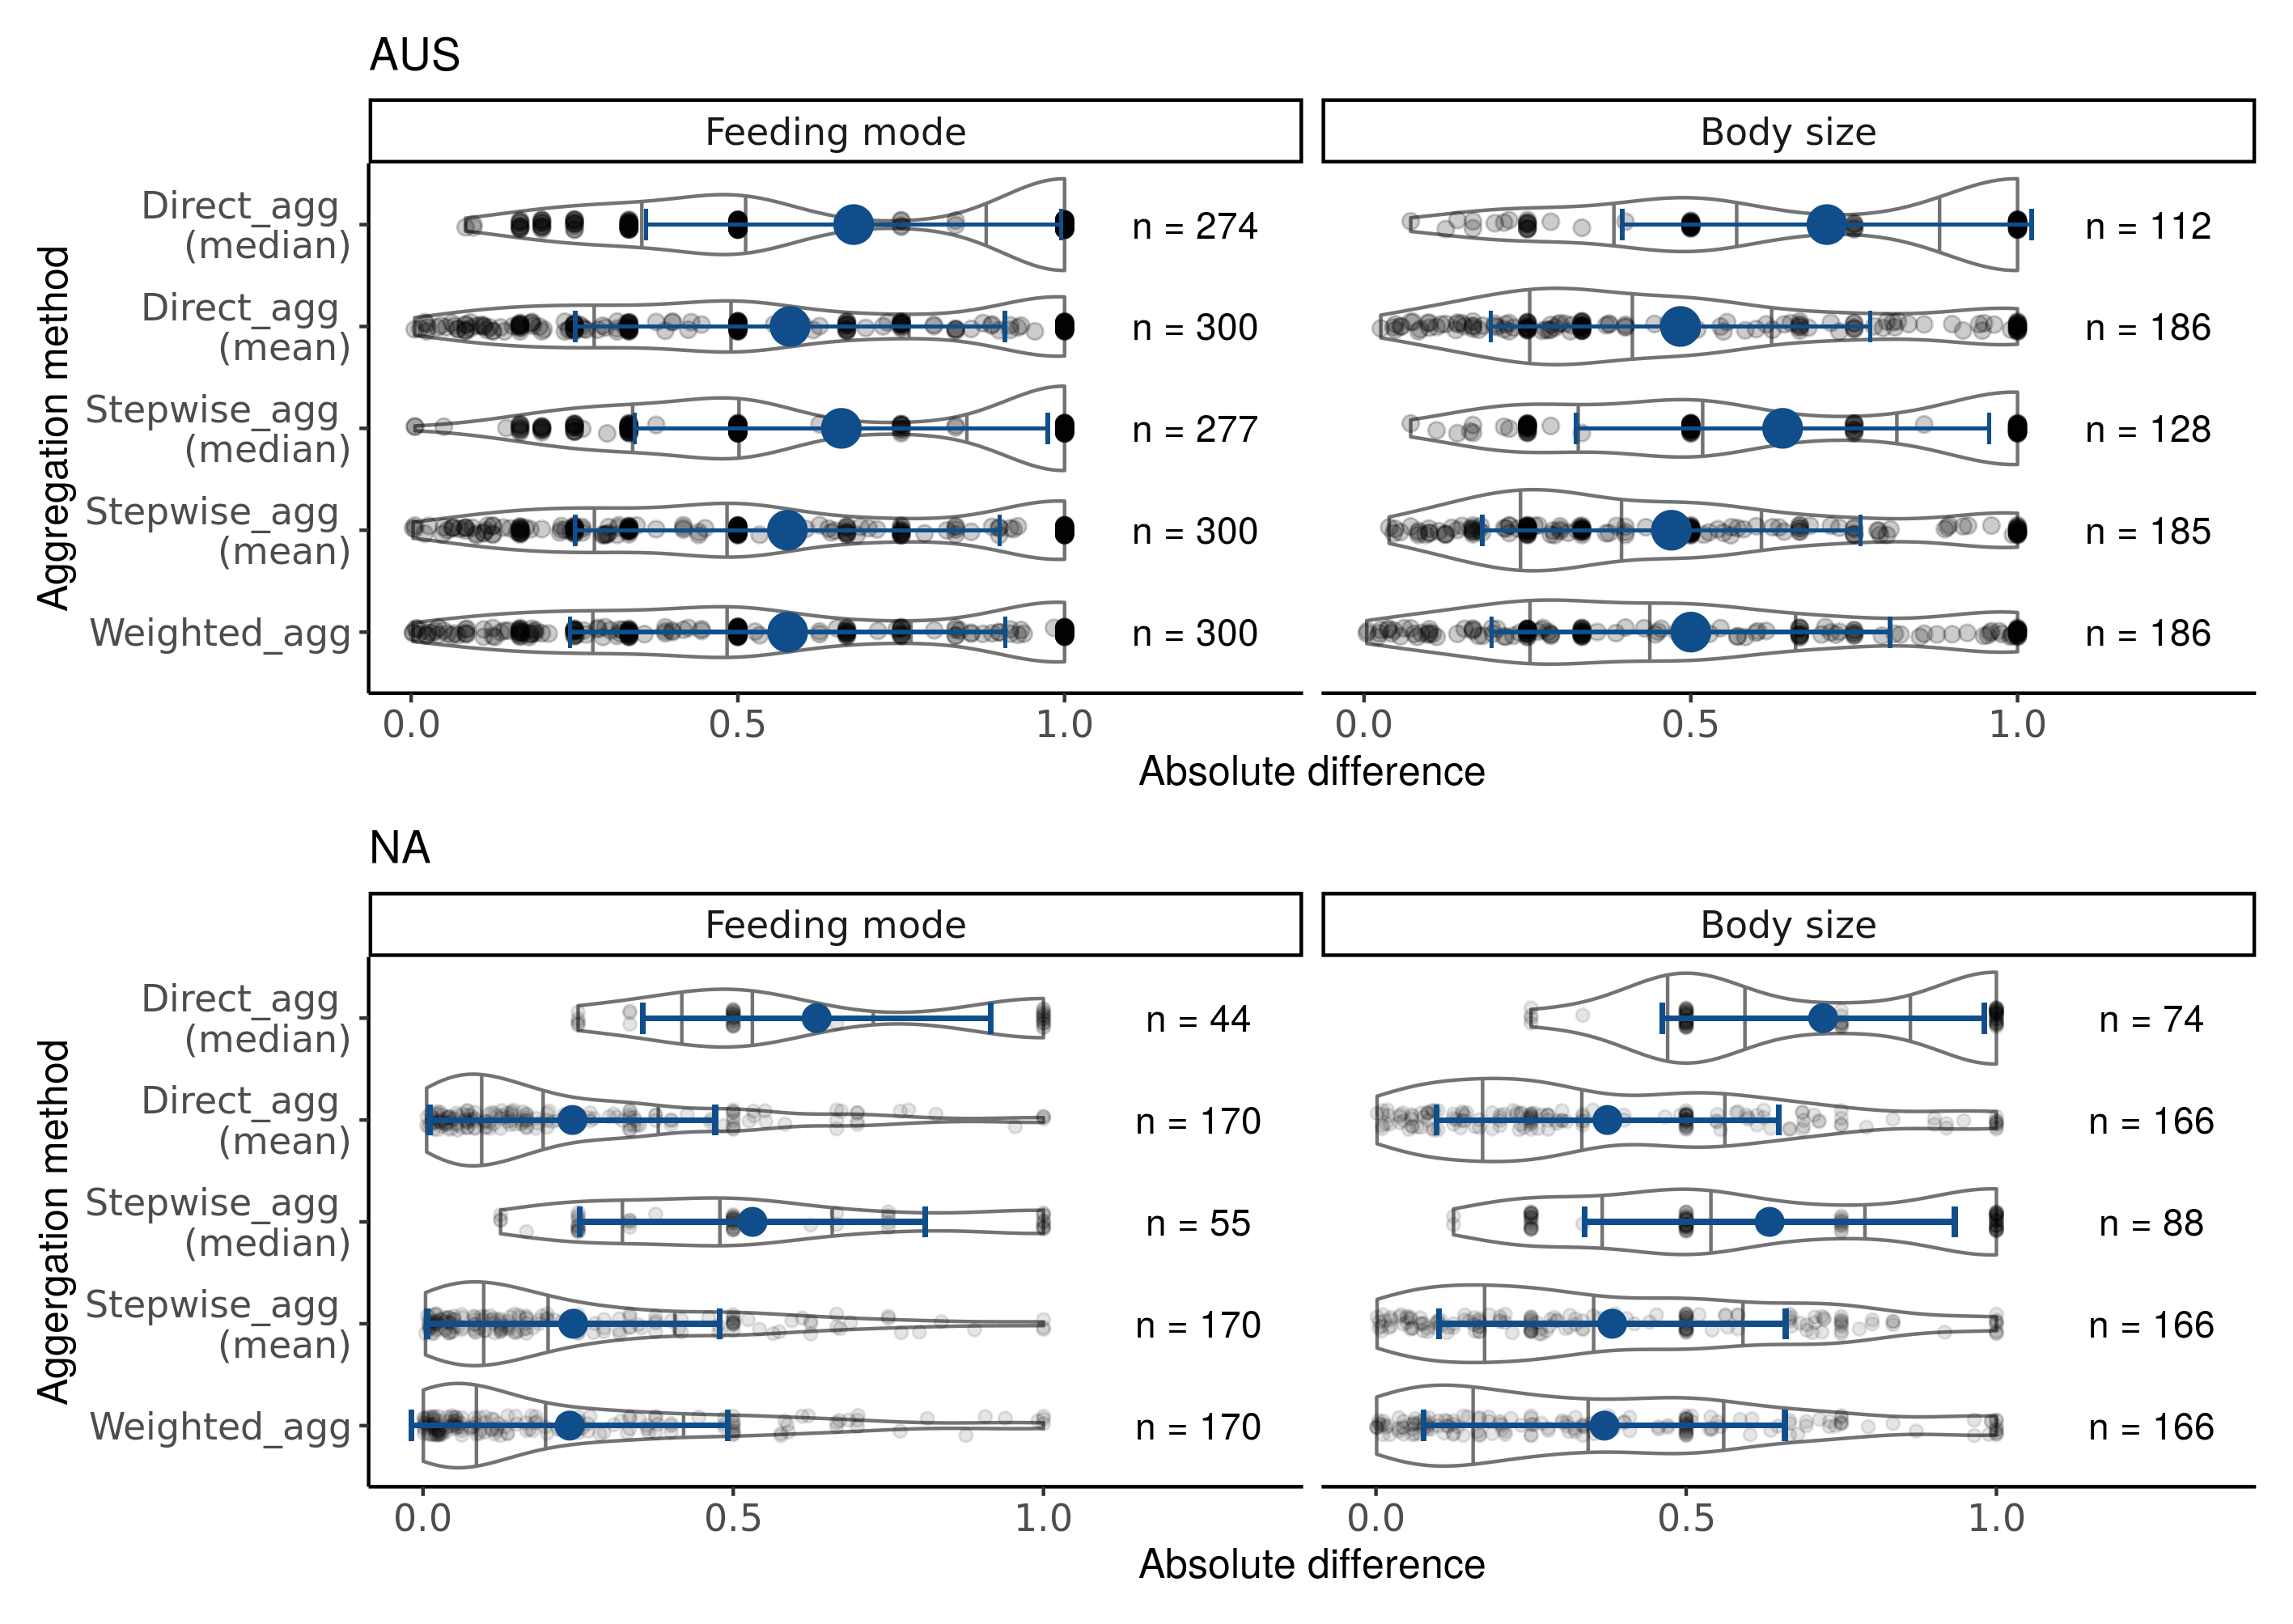 AUS
Feeding mode
Body size
Aggregation method
Direct_agg
(median)
n = 274
n = 112
Direct_agg
(mean)
n = 300
n = 186
Stepwise_agg
(median)
n = 277
n = 128
Stepwise_agg
(mean)
n = 300
n = 185
Weighted_agg
n = 300
n = 186
0.0
0.5
1.0
0.0
0.5
1.0
Absolute difference
NA
Feeding mode
Body size
Aggergation method
Direct_agg
(median)
n = 44
n = 74
Direct_agg
(mean)
n = 170
n = 166
Stepwise_agg
(median)
n = 55
n = 88
Stepwise_agg
(mean)
n = 170
n = 166
Weighted_agg
n = 170
n = 166
0.0
0.5
1.0
0.0
0.5
1.0
Absolute difference